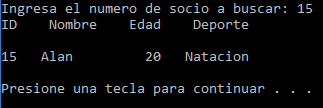 Ingresa el numero de socio a buscar: 15
ID Nombre Edad Deporte
15 Alan 20 Natacion
Presione una tecla para continuar . . .